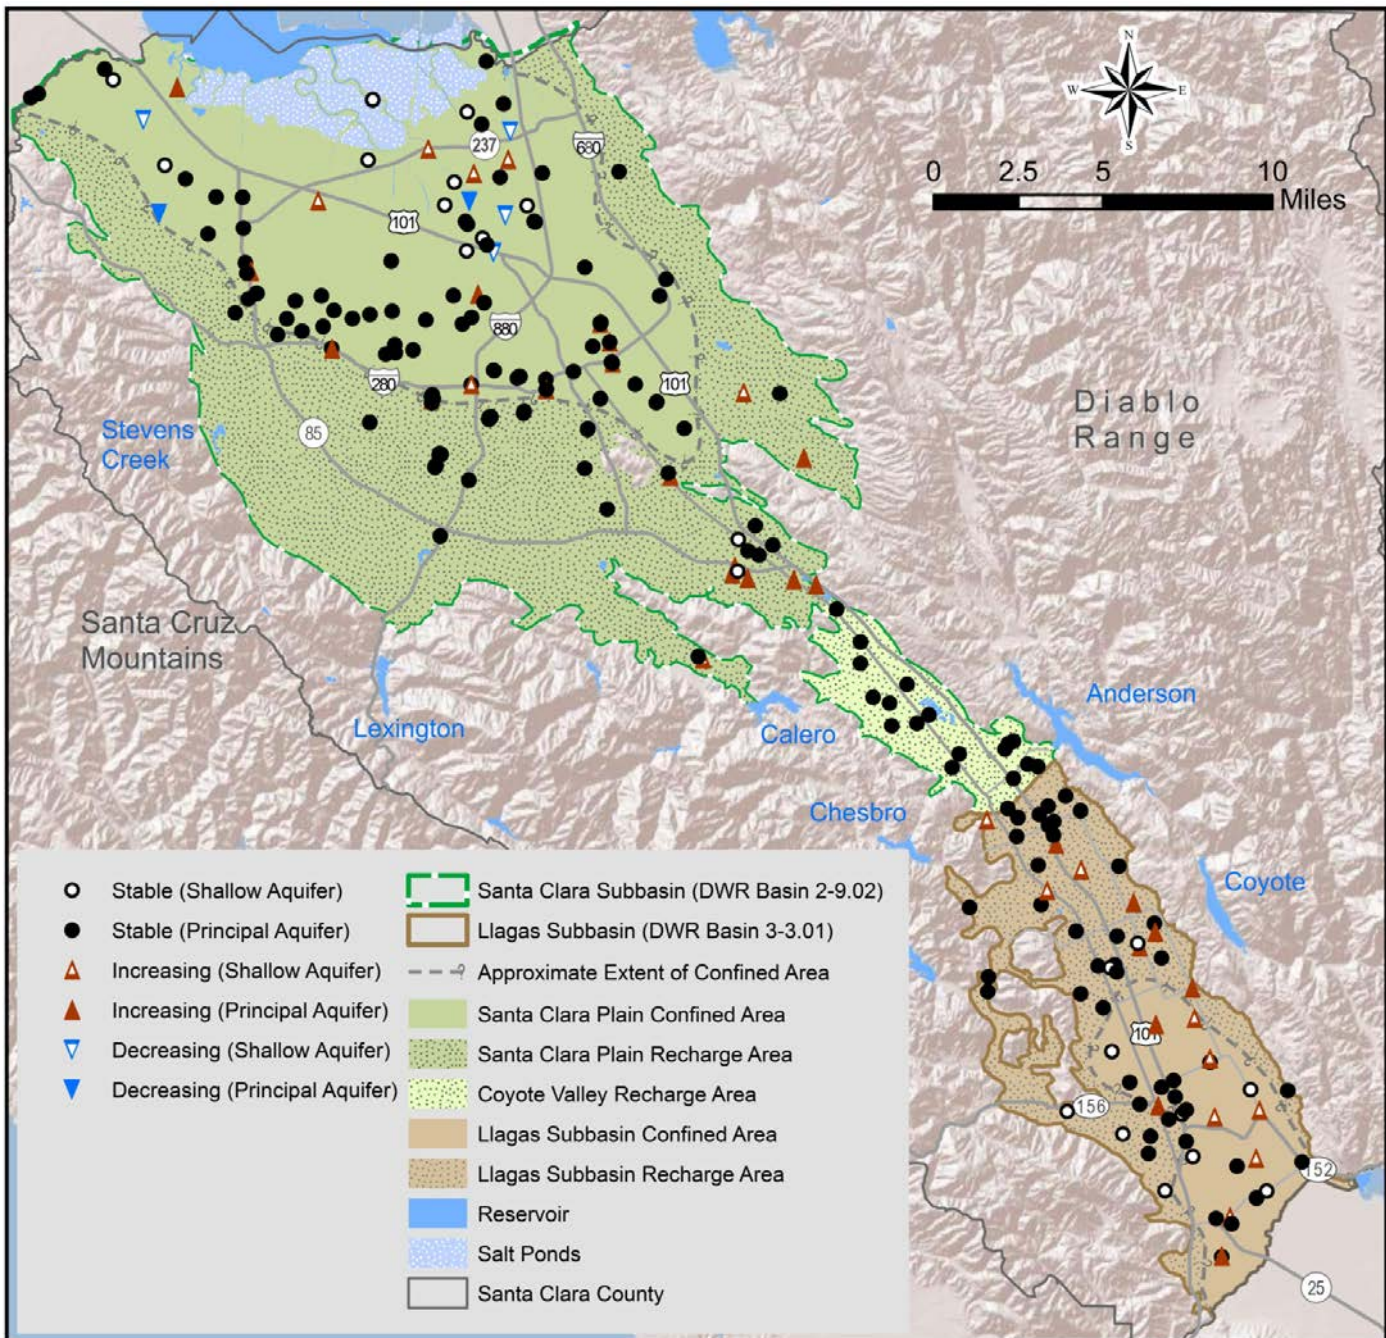 N
W E
S
0 2.5 5 10
Miles
237
680
101
880
280
101
85
Stevens
Creek
Diablo
Range
Santa Cruz
Mountains
Lexington
Calero
Anderson
Chesbro
Coyote
101
156
152
25
Stable (Shallow Aquifer)
Stable (Principal Aquifer)
Increasing (Shallow Aquifer)
Increasing (Principal Aquifer)
Decreasing (Shallow Aquifer)
Decreasing (Principal Aquifer)
Santa Clara Subbasin (DWR Basin 2-9.02)
Llagas Subbasin (DWR Basin 3-3.01)
? Approximate Extent of Confined Area
Santa Clara Plain Confined Area
Santa Clara Plain Recharge Area
Coyote Valley Recharge Area
Llagas Subbasin Confined Area
Llagas Subbasin Recharge Area
Reservoir
Salt Ponds
Santa Clara County